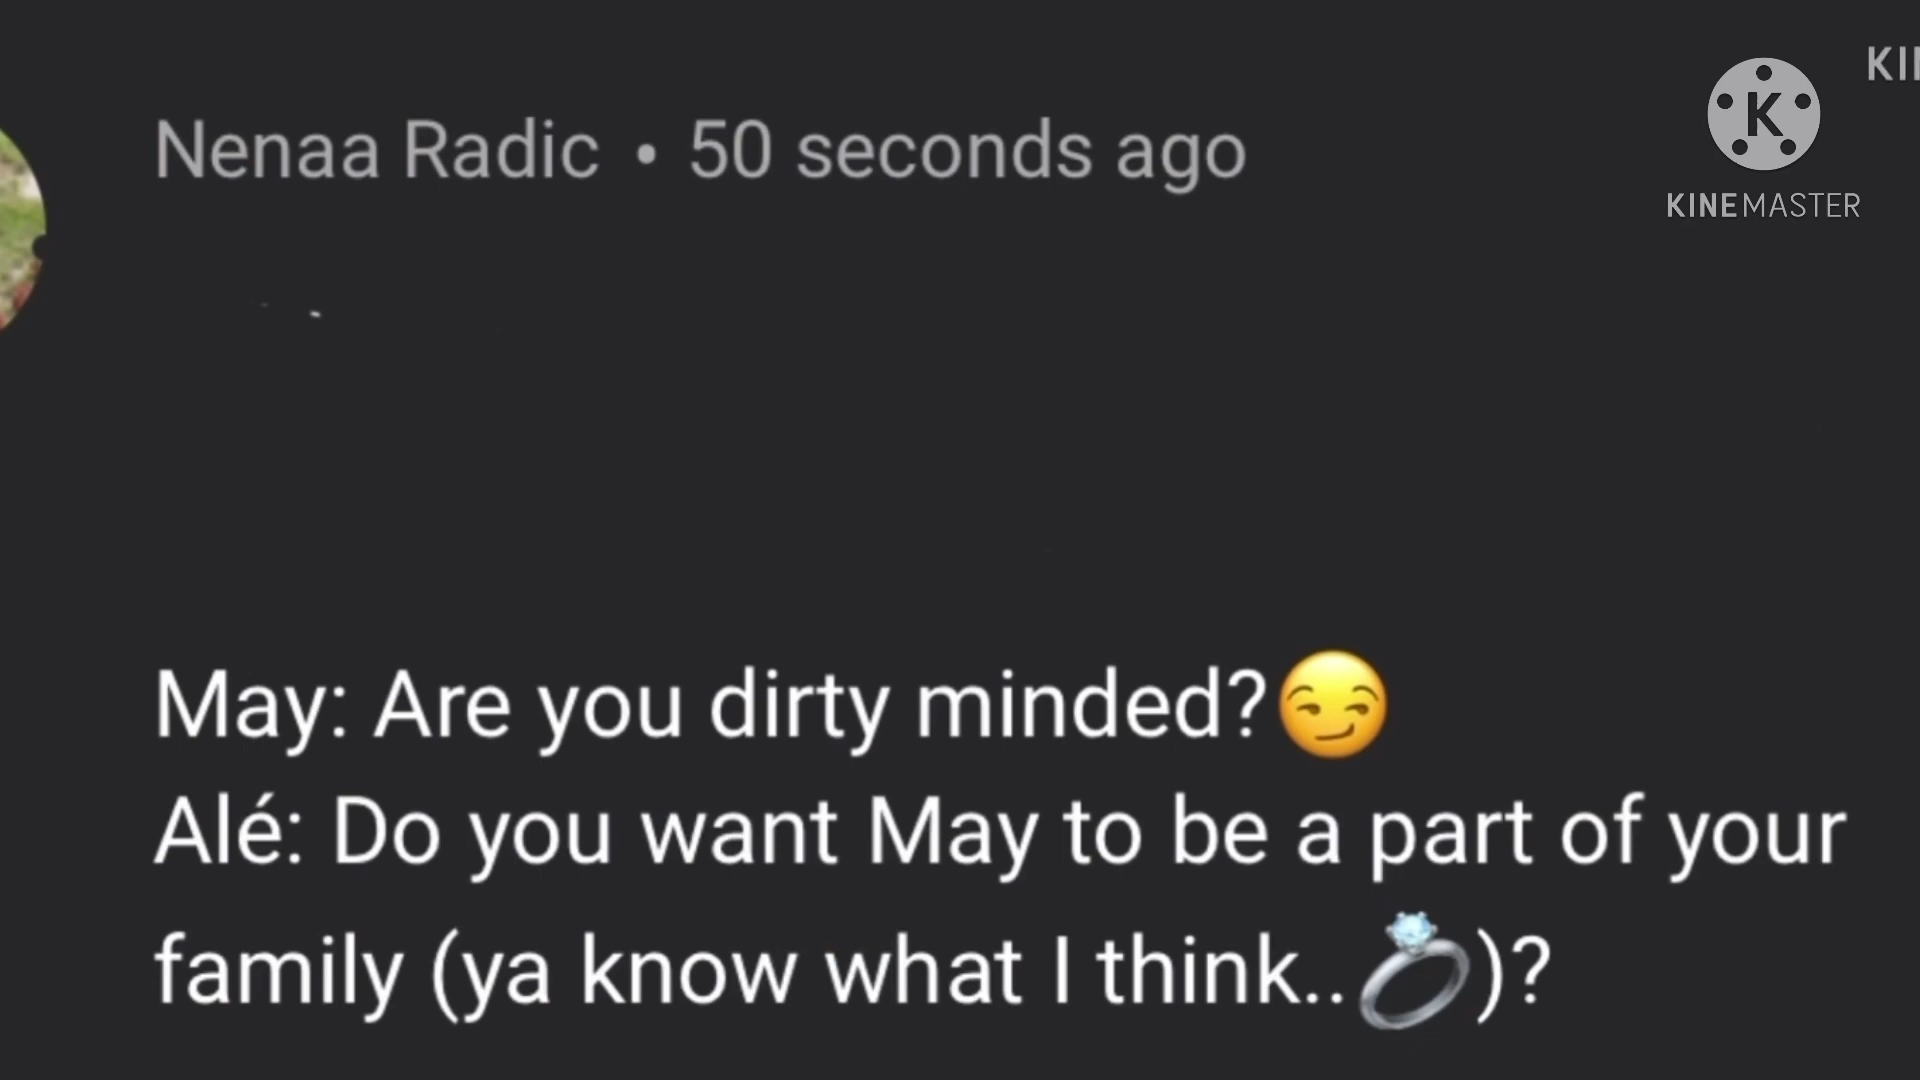 KI
K
KINEMASTER
Nenaa Radic • 50 seconds ago
May: Are you dirty minded?😏
Alé: Do you want May to be a part of your
family (ya know what I think..💍)?